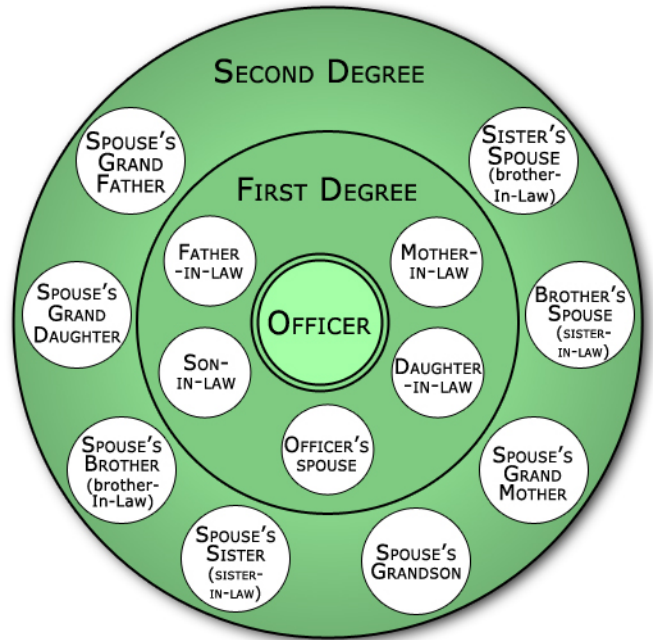 SECOND DEGREE
SPOUSE'S
GRAND
FATHER
SISTER'S
SPOUSE
(brother-
In-Law)
FIRST DEGREE
FATHER
-IN-LAW
MOTHER-
IN-LAW
SPOUSE'S
GRAND
DAUGHTER
OFFICER
BROTHER'S
SPOUSE
(SISTER-
IN-LAW)
SON-
IN-LAW
DAUGHTER
-IN-LAW
SPOUSE'S
BROTHER
(brother-
In-Law)
OFFICER'S
SPOUSE
SPOUSE'S
GRAND
MOTHER
SPOUSE'S
SISTER
(SISTER-
IN-LAW)
SPOUSE'S
GRANDSON